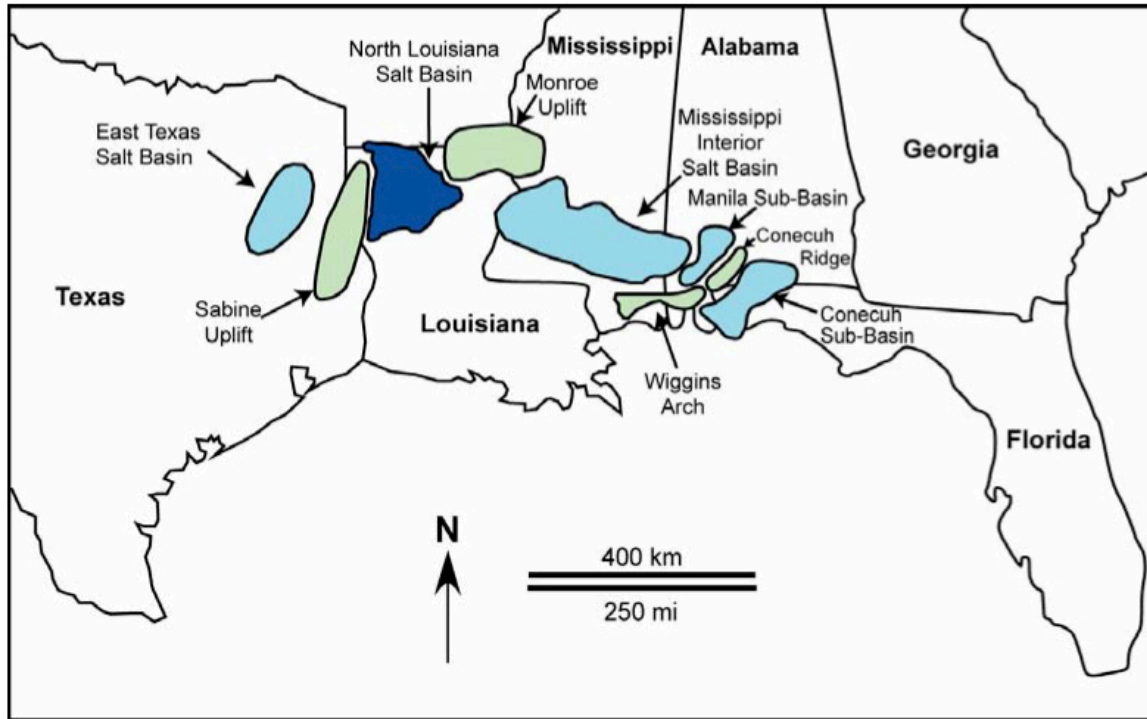 North Louisiana
Salt Basin
Mississippi
Alabama
Monroe
Uplift
East Texas
Salt Basin
Mississippi
Interior
Salt Basin
Manila Sub-Basin
Georgia
Conecuh
Ridge
Texas
Sabine
Uplift
Louisiana
Conecuh
Sub-Basin
Wiggins
Arch
Florida
N
400 km
250 mi